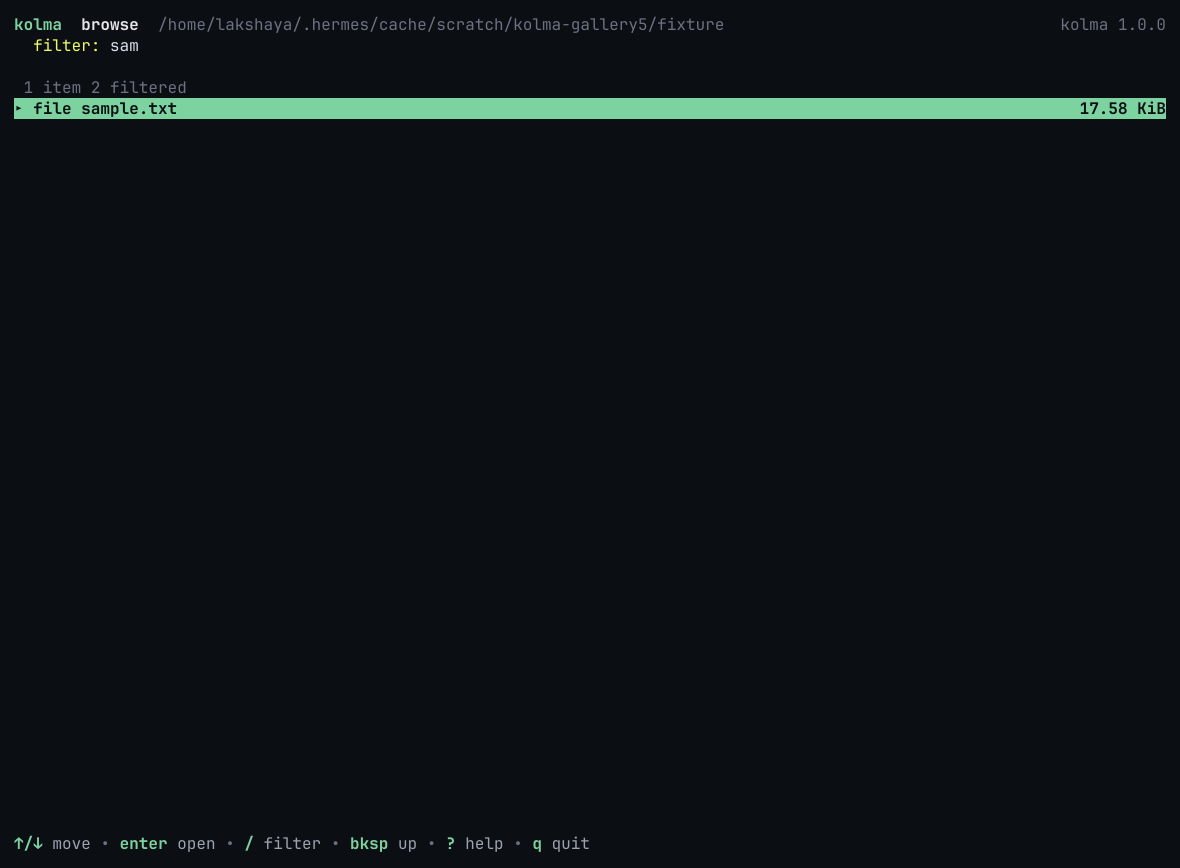 kolma  browse  /home/lakshaya/.hermes/cache/scratch/kolma-gallery5/fixture  kolma 1.0.0
filter: sam
1 item 2 filtered
▸ file sample.txt  17.58 KiB
↑/↓ move • enter open • / filter • bksp up • ? help • q quit